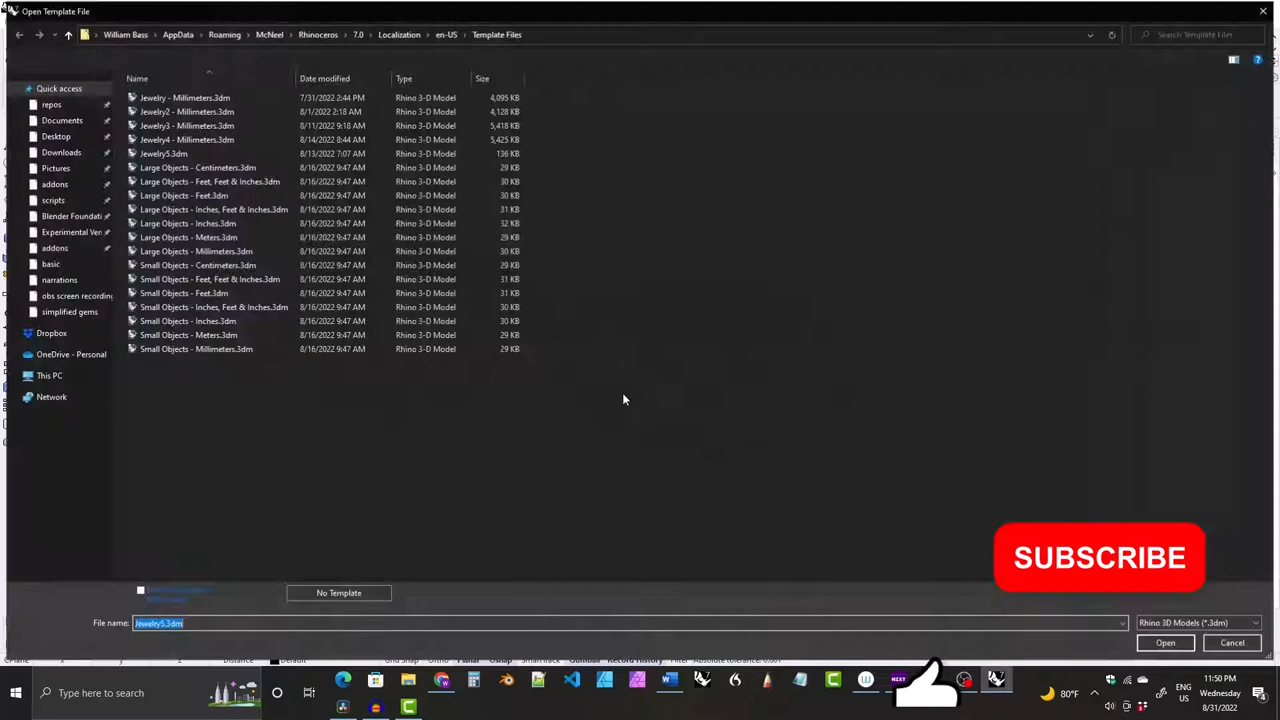 Open Template File
William Bass > AppData > Roaming > McNeel > Rhinoceros > 7.0 > Localization > en-US > Template Files
Search Template Files
Name Date modified Type Size
Quick access
repos
Documents
Desktop
Downloads
Pictures
addons
scripts
Blender Foundati
Experimental Ver
addons
basic
narrations
obs screen recording
simplified gems
Dropbox
OneDrive - Personal
This PC
Network
Jewelry - Millimeters.3dm 7/31/2022 2:44 PM Rhino 3-D Model 4,095 KB
Jewelry2 - Millimeters.3dm 8/1/2022 2:18 AM Rhino 3-D Model 4,128 KB
Jewelry3 - Millimeters.3dm 8/11/2022 9:18 AM Rhino 3-D Model 5,418 KB
Jewelry4 - Millimeters.3dm 8/14/2022 8:44 AM Rhino 3-D Model 5,425 KB
Jewelry5.3dm 8/13/2022 7:07 AM Rhino 3-D Model 136 KB
Large Objects - Centimeters.3dm 8/16/2022 9:47 AM Rhino 3-D Model 29 KB
Large Objects - Feet, Feet & Inches.3dm 8/16/2022 9:47 AM Rhino 3-D Model 30 KB
Large Objects - Feet.3dm 8/16/2022 9:47 AM Rhino 3-D Model 30 KB
Large Objects - Inches, Feet & Inches.3dm 8/16/2022 9:47 AM Rhino 3-D Model 31 KB
Large Objects - Inches.3dm 8/16/2022 9:47 AM Rhino 3-D Model 32 KB
Large Objects - Meters.3dm 8/16/2022 9:47 AM Rhino 3-D Model 29 KB
Large Objects - Millimeters.3dm 8/16/2022 9:47 AM Rhino 3-D Model 30 KB
Small Objects - Centimeters.3dm 8/16/2022 9:47 AM Rhino 3-D Model 29 KB
Small Objects - Feet, Feet & Inches.3dm 8/16/2022 9:47 AM Rhino 3-D Model 31 KB
Small Objects - Feet.3dm 8/16/2022 9:47 AM Rhino 3-D Model 31 KB
Small Objects - Inches, Feet & Inches.3dm 8/16/2022 9:47 AM Rhino 3-D Model 30 KB
Small Objects - Inches.3dm 8/16/2022 9:47 AM Rhino 3-D Model 30 KB
Small Objects - Meters.3dm 8/16/2022 9:47 AM Rhino 3-D Model 29 KB
Small Objects - Millimeters.3dm 8/16/2022 9:47 AM Rhino 3-D Model 29 KB
SUBSCRIBE
No Template
File name: Jewelry5.3dm Rhino 3D Models (*.3dm)
Open Cancel
CPlane x y z Distance Default Grid Snap Ortho Planar Osnap SmartTrack Gumball Record History Filter Absolute tolerance: 0.001
Type here to search
NEXT
80°F
ENG
US
11:50 PM
Wednesday
8/31/2022
4